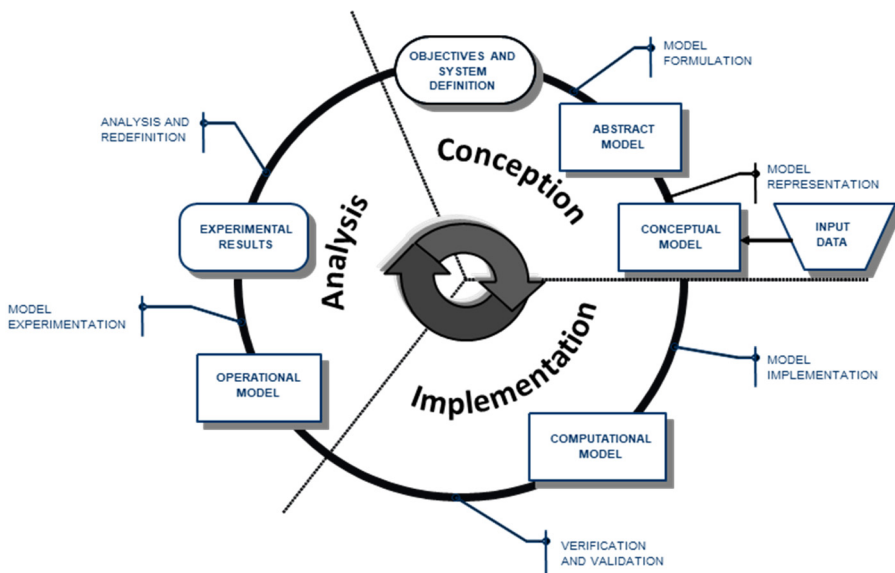 OBJECTIVES AND
SYSTEM
DEFINITION
MODEL
FORMULATION
ABSTRACT
MODEL
MODEL
REPRESENTATION
CONCEPTUAL
MODEL
INPUT
DATA
Conception
MODEL
IMPLEMENTATION
Implementation
COMPUTATIONAL
MODEL
VERIFICATION
AND VALIDATION
OPERATIONAL
MODEL
MODEL
EXPERIMENTATION
Analysis
EXPERIMENTAL
RESULTS
ANALYSIS AND
REDEFINITION